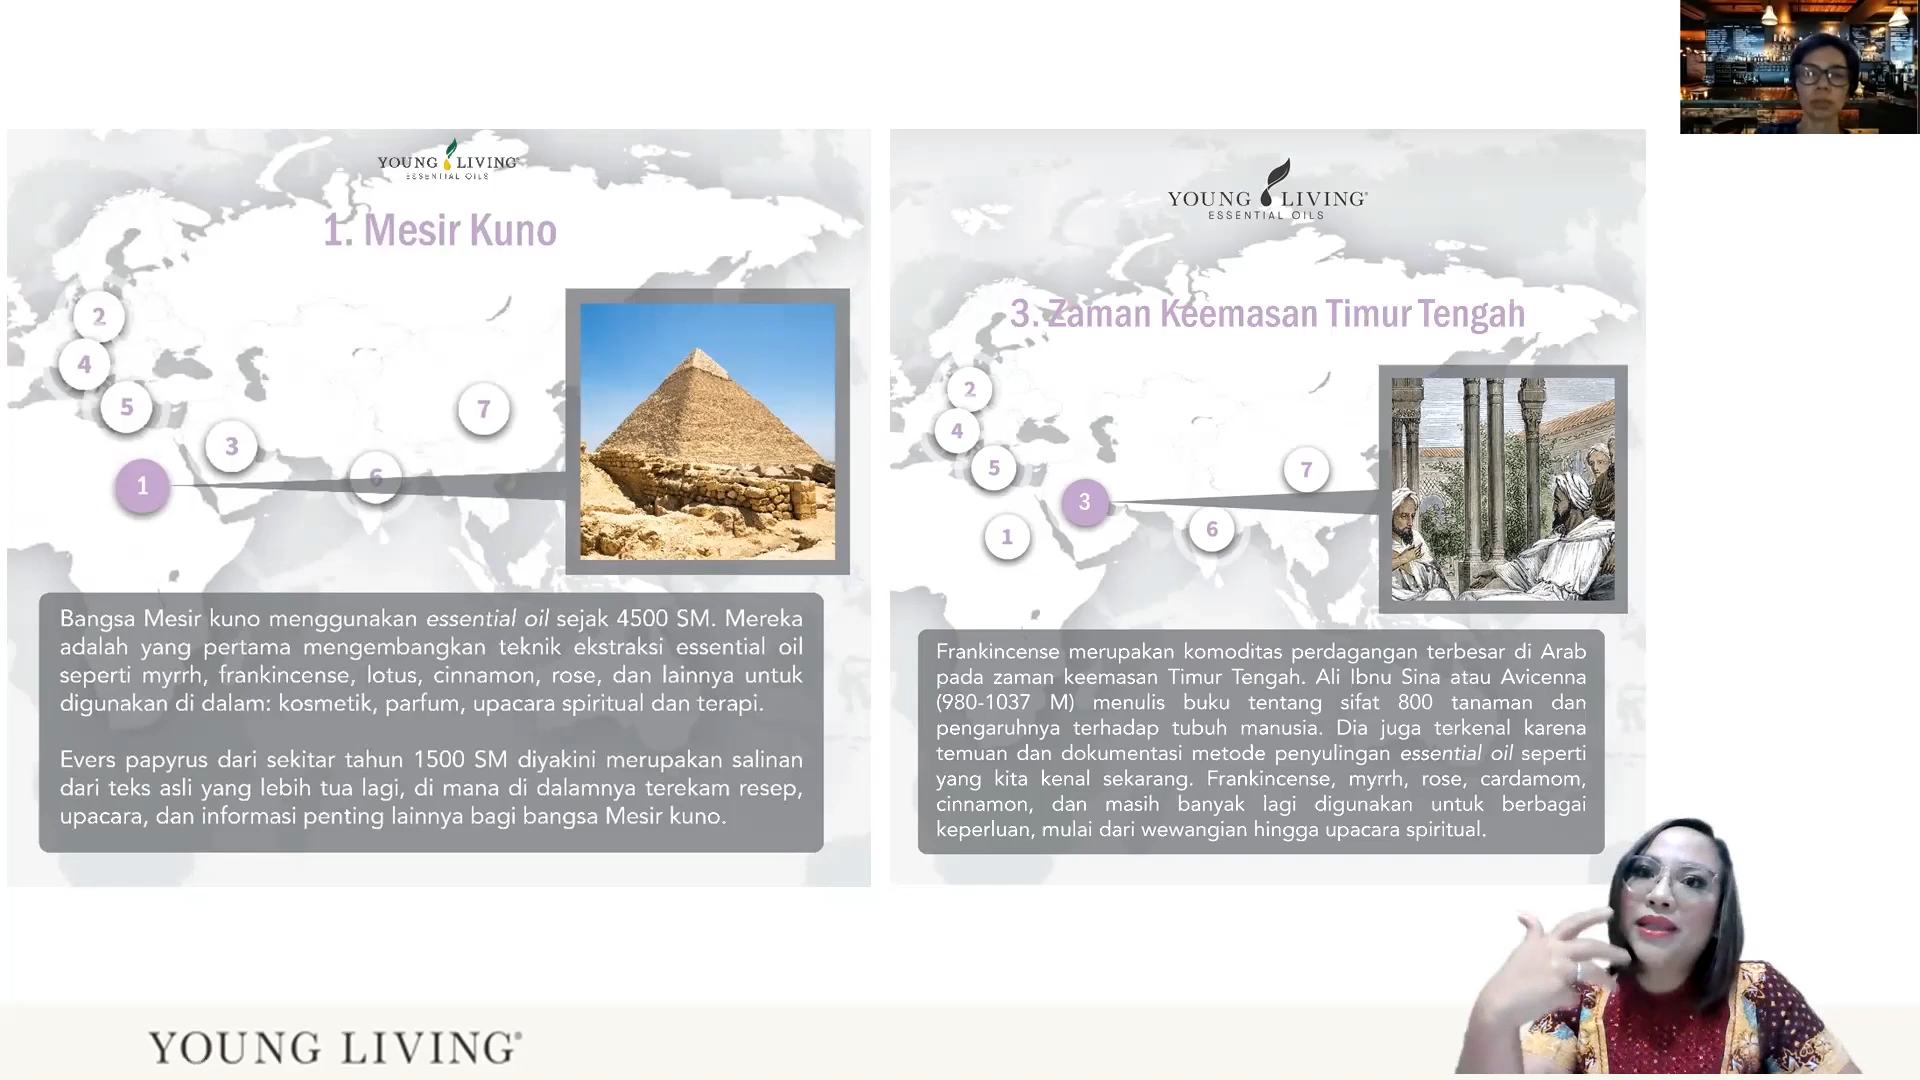 YOUNG LIVING®
ESSENTIAL OILS
1. Mesir Kuno
2
4
5
3
7
6
1
Bangsa Mesir kuno menggunakan essential oil sejak 4500 SM. Mereka
adalah yang pertama mengembangkan teknik ekstraksi essential oil
seperti myrrh, frankincense, lotus, cinnamon, rose, dan lainnya untuk
digunakan di dalam: kosmetik, parfum, upacara spiritual dan terapi.
Evers papyrus dari sekitar tahun 1500 SM diyakini merupakan salinan
dari teks asli yang lebih tua lagi, di mana di dalamnya terekam resep,
upacara, dan informasi penting lainnya bagi bangsa Mesir kuno.
YOUNG LIVING®
ESSENTIAL OILS
3. Zaman Keemasan Timur Tengah
2
4
5
7
3
6
1
Frankincense merupakan komoditas perdagangan terbesar di Arab
pada zaman keemasan Timur Tengah. Ali Ibnu Sina atau Avicenna
(980-1037 M) menulis buku tentang sifat 800 tanaman dan
pengaruhnya terhadap tubuh manusia. Dia juga terkenal karena
temuan dan dokumentasi metode penyulingan essential oil seperti
yang kita kenal sekarang. Frankincense, myrrh, rose, cardamom,
cinnamon, dan masih banyak lagi digunakan untuk berbagai
keperluan, mulai dari wewangian hingga upacara spiritual.
YOUNG LIVING®